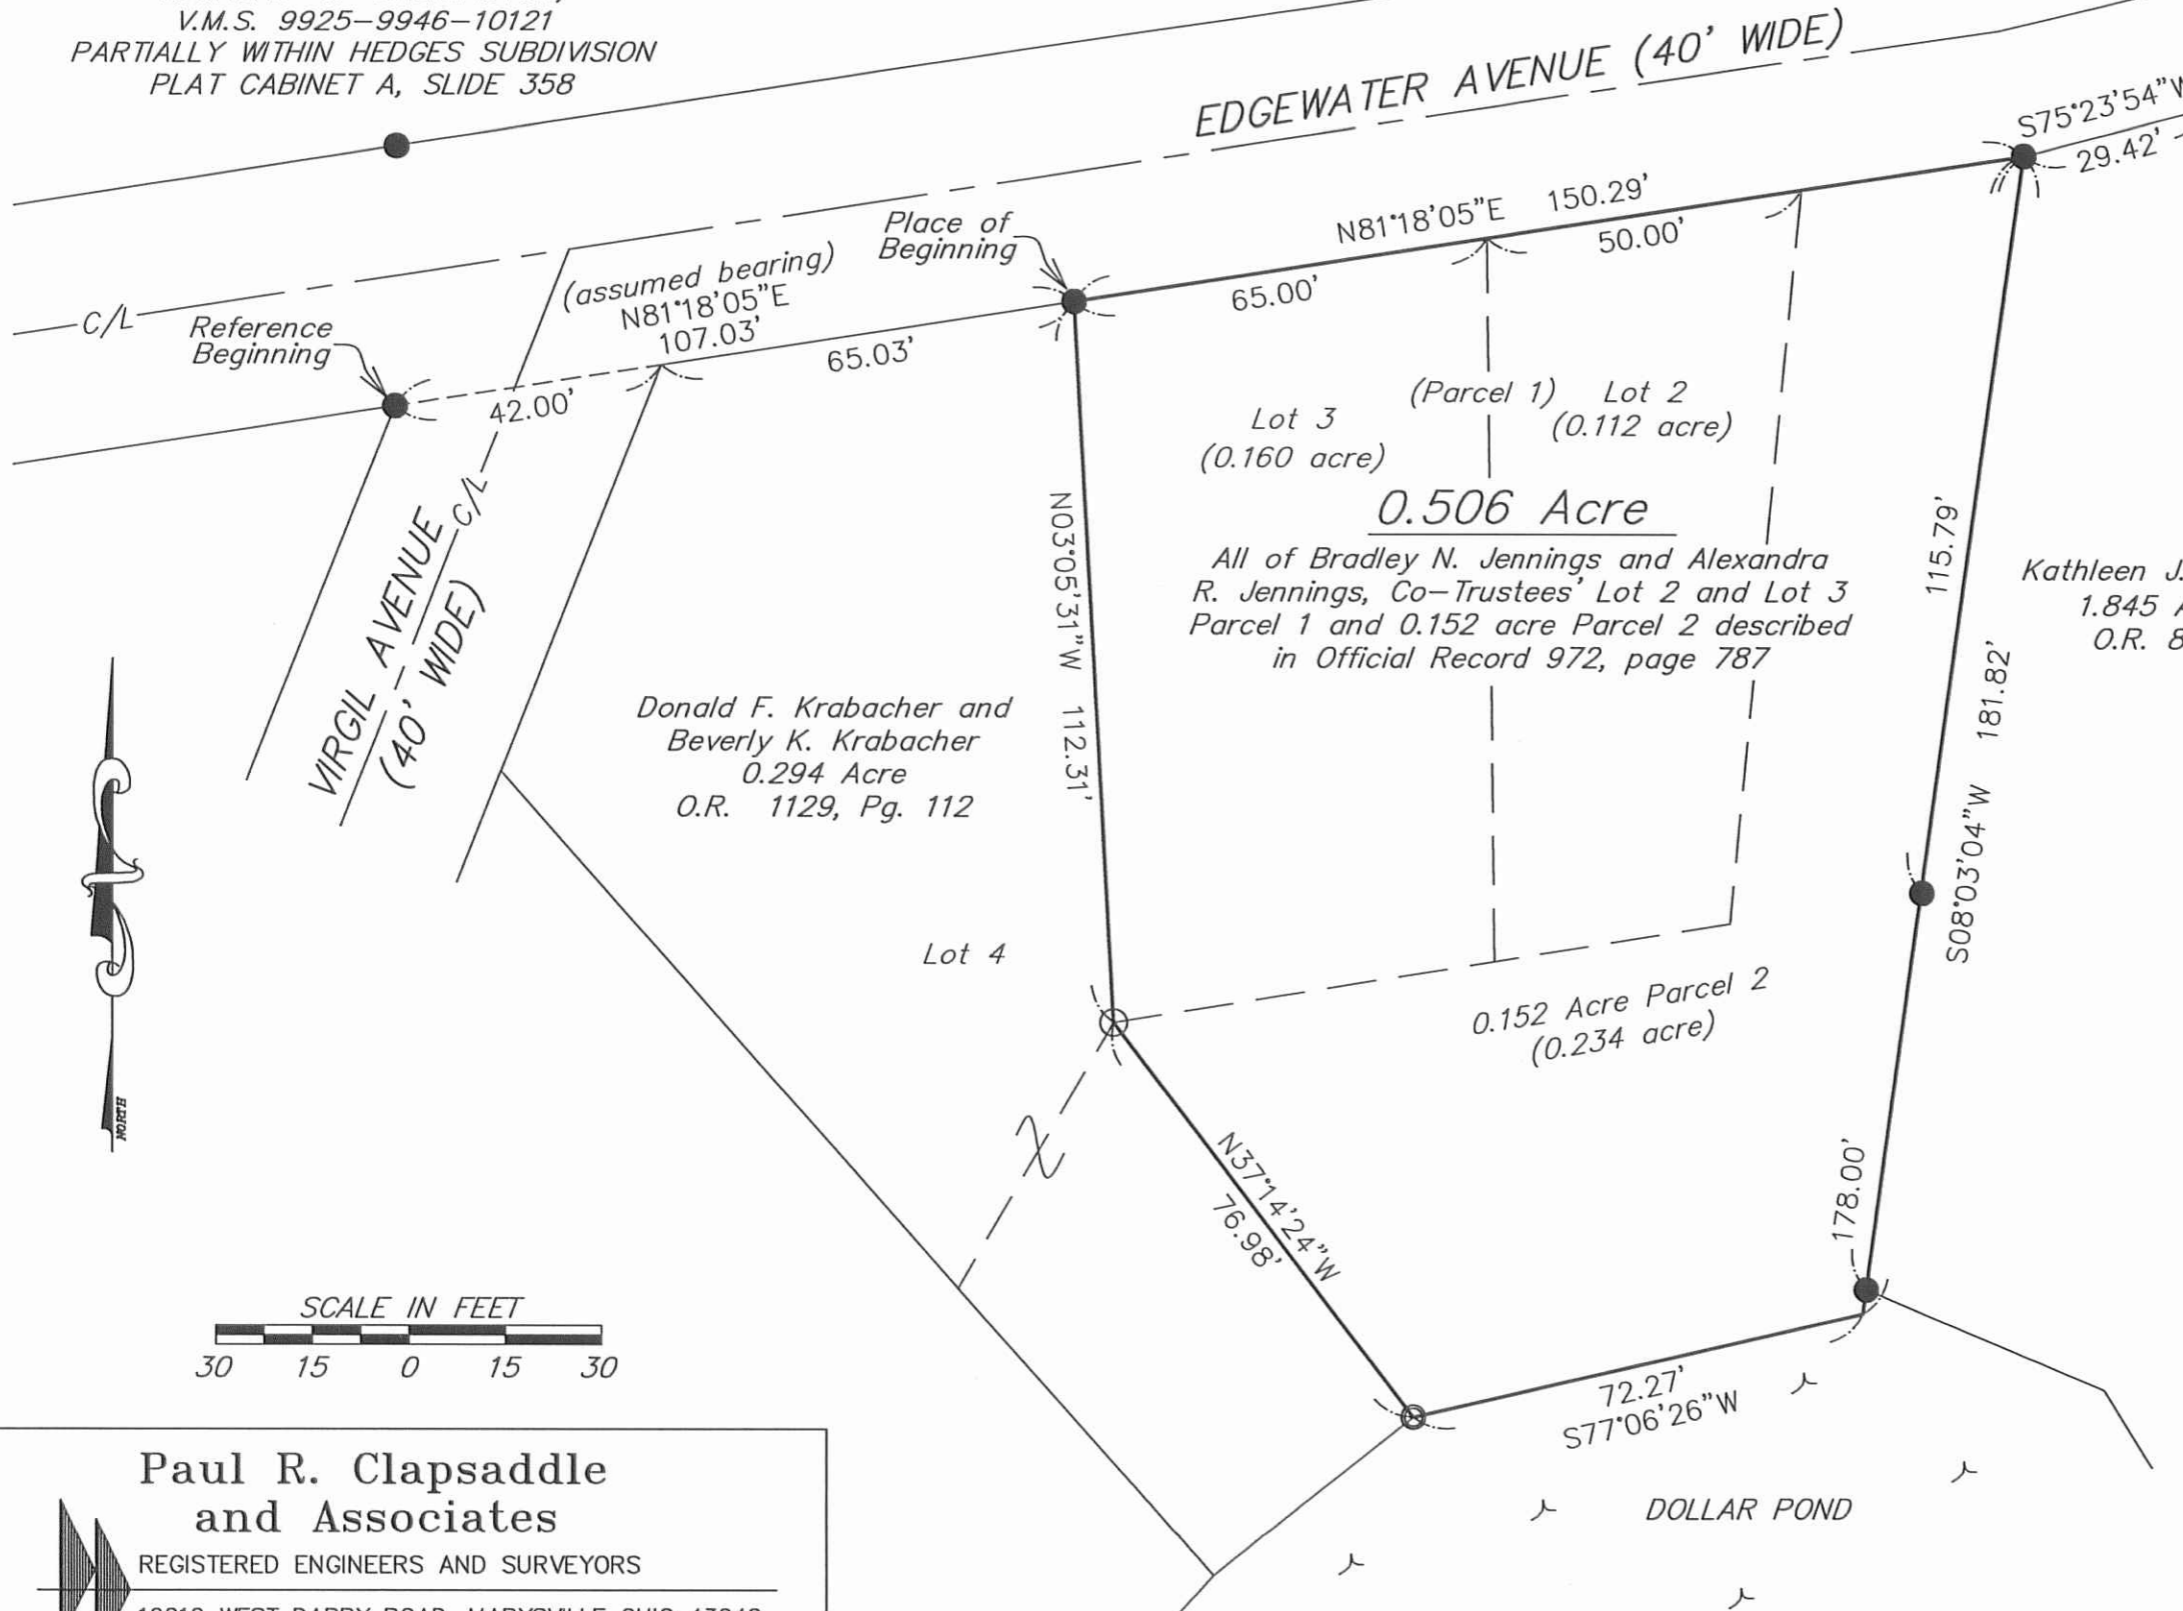 V.M.S. 9925-9946-10121
PARTIALLY WITHIN HEDGES SUBDIVISION
PLAT CABINET A, SLIDE 358
EDGEWATER AVENUE (40' WIDE)
S75°23'54"W
29.42'
Place of
Beginning
N81°18'05"E 150.29'
50.00'
65.00'
(assumed bearing)
N81°18'05"E
107.03'
65.03'
C/L
Reference
Beginning
42.00'
(Parcel 1)
Lot 2
(0.112 acre)
Lot 3
(0.160 acre)
0.506 Acre
All of Bradley N. Jennings and Alexandra
R. Jennings, Co-Trustees' Lot 2 and Lot 3
Parcel 1 and 0.152 acre Parcel 2 described
in Official Record 972, page 787
N03°05'31"W 112.31'
115.79'
S08°03'04"W 181.82'
Kathleen J.
1.845
O.R. 8
VIRGIL AVENUE
(40' WIDE)
C/L
Donald F. Krabacher and
Beverly K. Krabacher
0.294 Acre
O.R. 1129, Pg. 112
Lot 4
0.152 Acre Parcel 2
(0.234 acre)
NORTH
N37°14'24"W
76.98'
178.00'
SCALE IN FEET
30 15 0 15 30
72.27'
S77°06'26"W
DOLLAR POND
Paul R. Clapsaddle
and Associates
REGISTERED ENGINEERS AND SURVEYORS